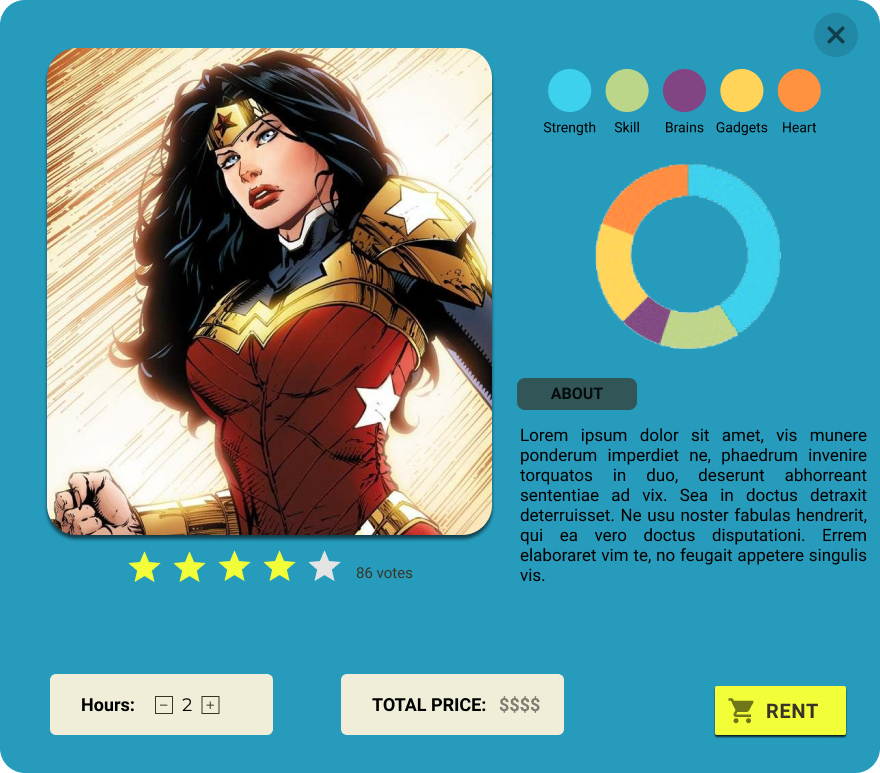 Strength Skill Brains Gadgets Heart
ABOUT
Lorem ipsum dolor sit amet, vis munere
ponderum imperdiet ne, phaedrum invenire
torquatos in duo, deserunt abhorreant
sententiae ad vix. Sea in doctus detraxit
deterruisset. Ne usu noster fabulas hendrerit,
qui ea vero doctus disputationi. Errem
elaboraret vim te, no feugait appetere singulis
vis.
86 votes
Hours: 2
TOTAL PRICE: $$$$
RENT